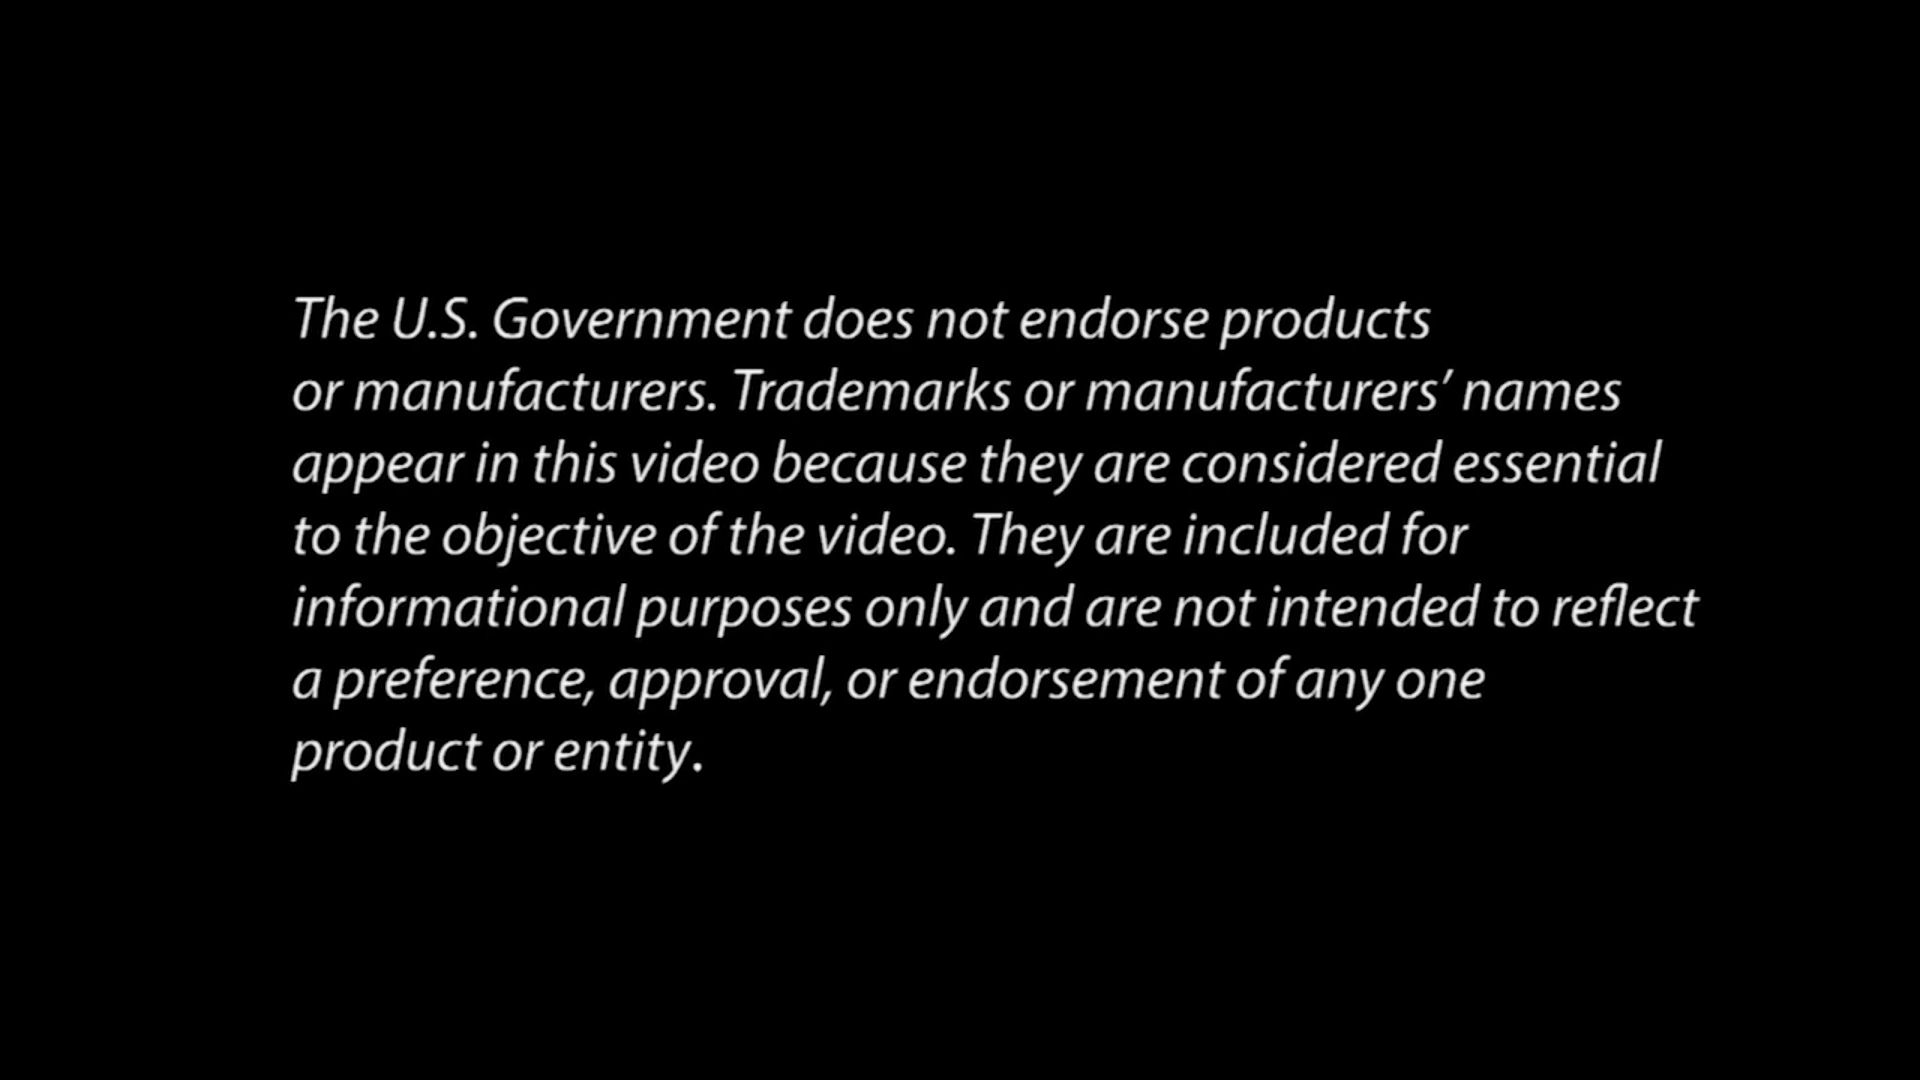 The U.S. Government does not endorse products
or manufacturers. Trademarks or manufacturers’ names
appear in this video because they are considered essential
to the objective of the video. They are included for
informational purposes only and are not intended to reflect
a preference, approval, or endorsement of any one
product or entity.